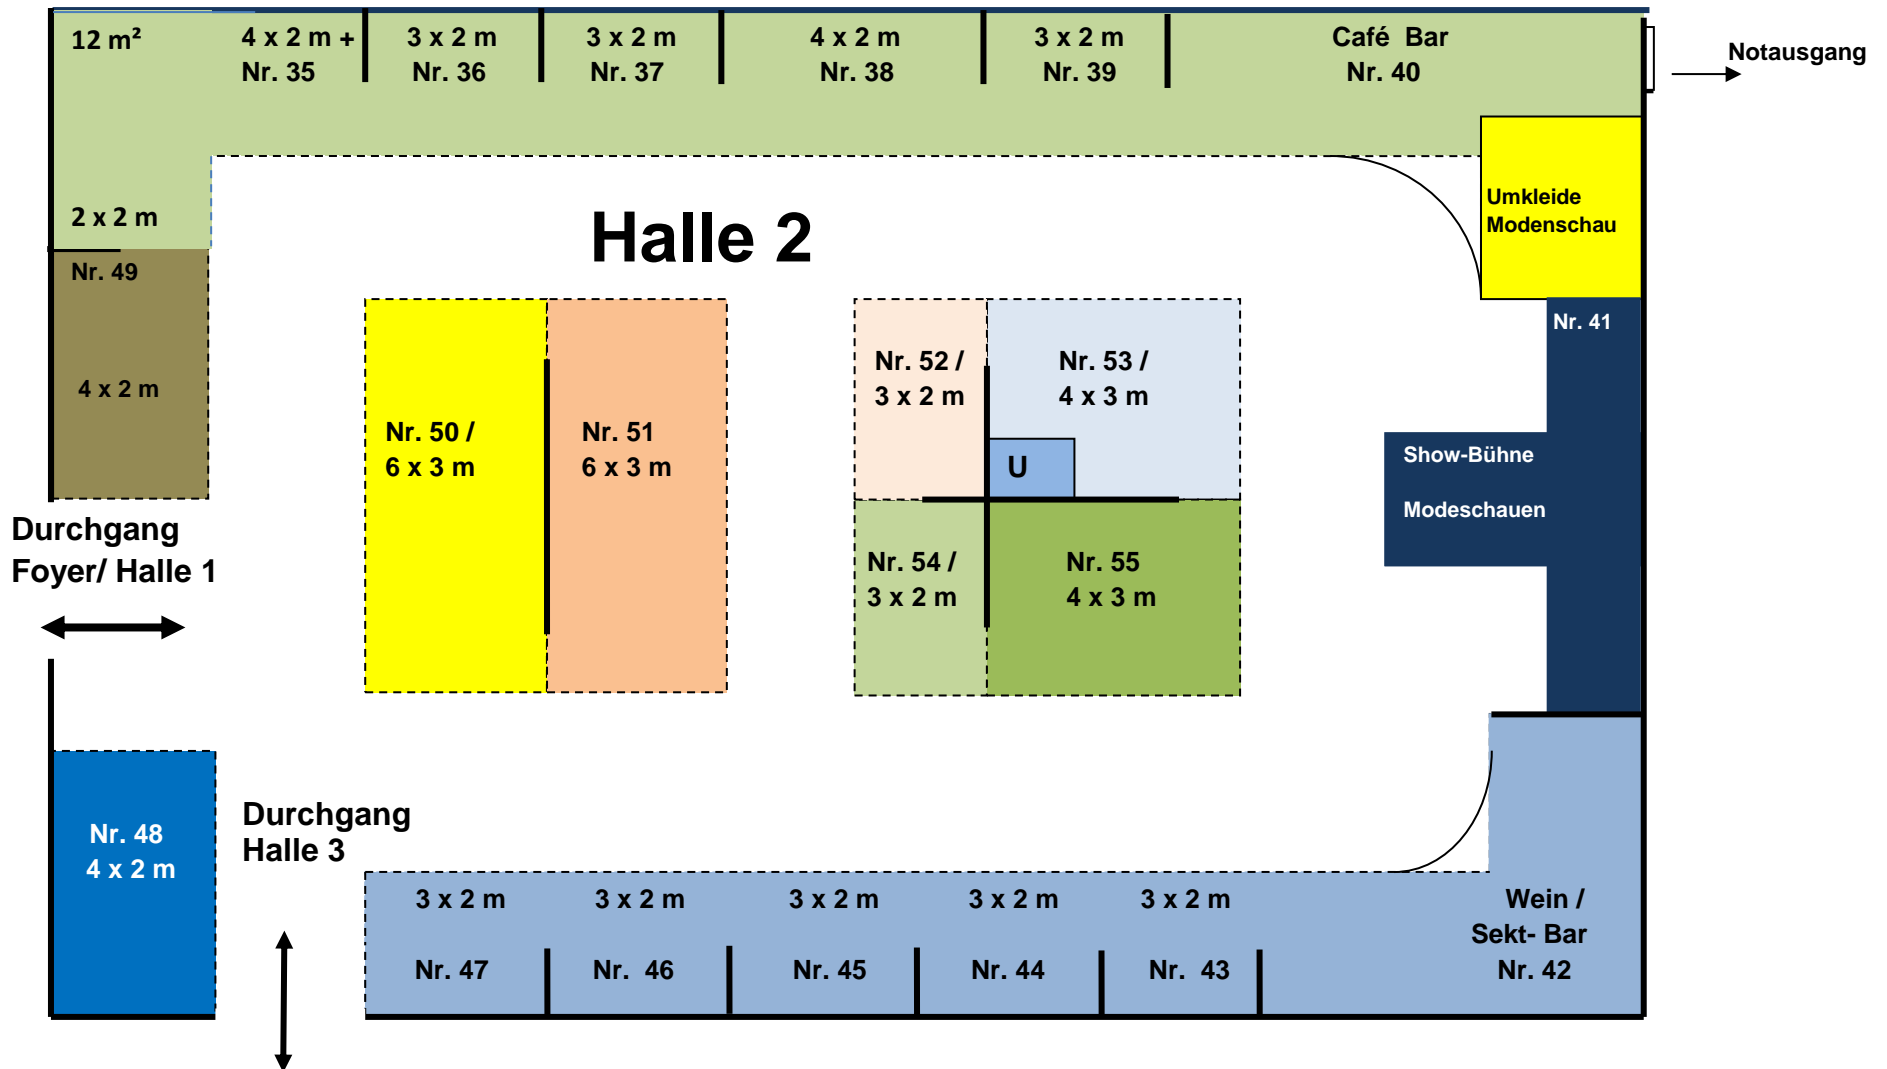 12 m²
4 x 2 m +
Nr. 35
3 x 2 m
Nr. 36
3 x 2 m
Nr. 37
4 x 2 m
Nr. 38
3 x 2 m
Nr. 39
Café Bar
Nr. 40
Notausgang
2 x 2 m
Halle 2
Umkleide
Modenschau
Nr. 49
4 x 2 m
Nr. 41
Nr. 50 /
6 x 3 m
Nr. 51
6 x 3 m
Nr. 52 /
3 x 2 m
Nr. 53 /
4 x 3 m
U
Show-Bühne
Modeschauen
Durchgang
Foyer/ Halle 1
Nr. 54 /
3 x 2 m
Nr. 55
4 x 3 m
Nr. 48
4 x 2 m
Durchgang
Halle 3
3 x 2 m
Nr. 47
3 x 2 m
Nr. 46
3 x 2 m
Nr. 45
3 x 2 m
Nr. 44
3 x 2 m
Nr. 43
Wein /
Sekt- Bar
Nr. 42